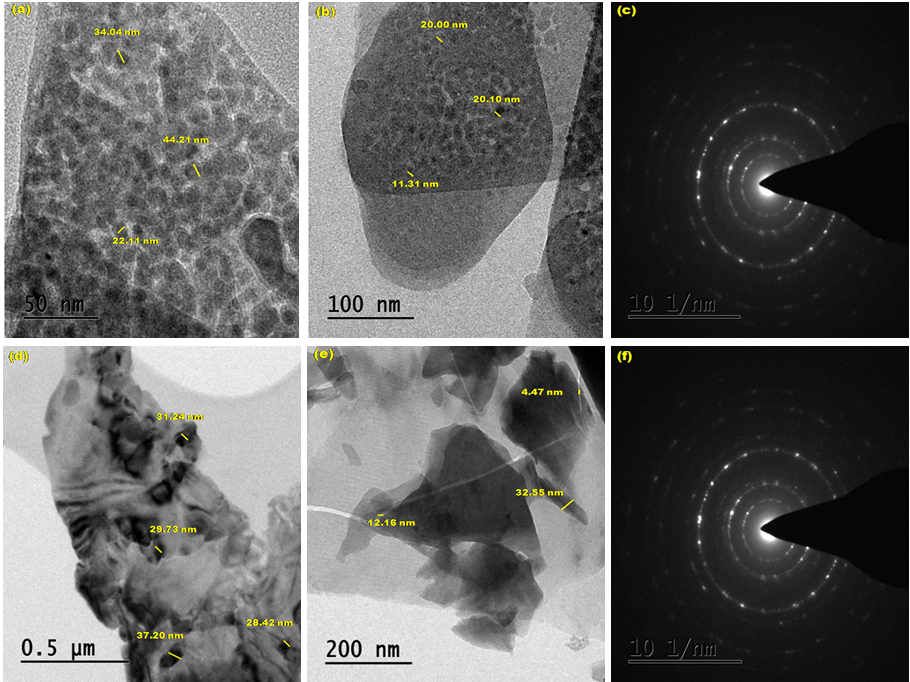 (a)
34.04 nm
44.21 nm
22.11 nm
50 nm
(b)
20.00 nm
20.10 nm
11.31 nm
100 nm
(c)
10 1/nm
(d)
31.24 nm
29.73 nm
28.42 nm
37.20 nm
0.5 µm
(e)
4.47 nm
32.55 nm
12.16 nm
200 nm
(f)
10 1/nm